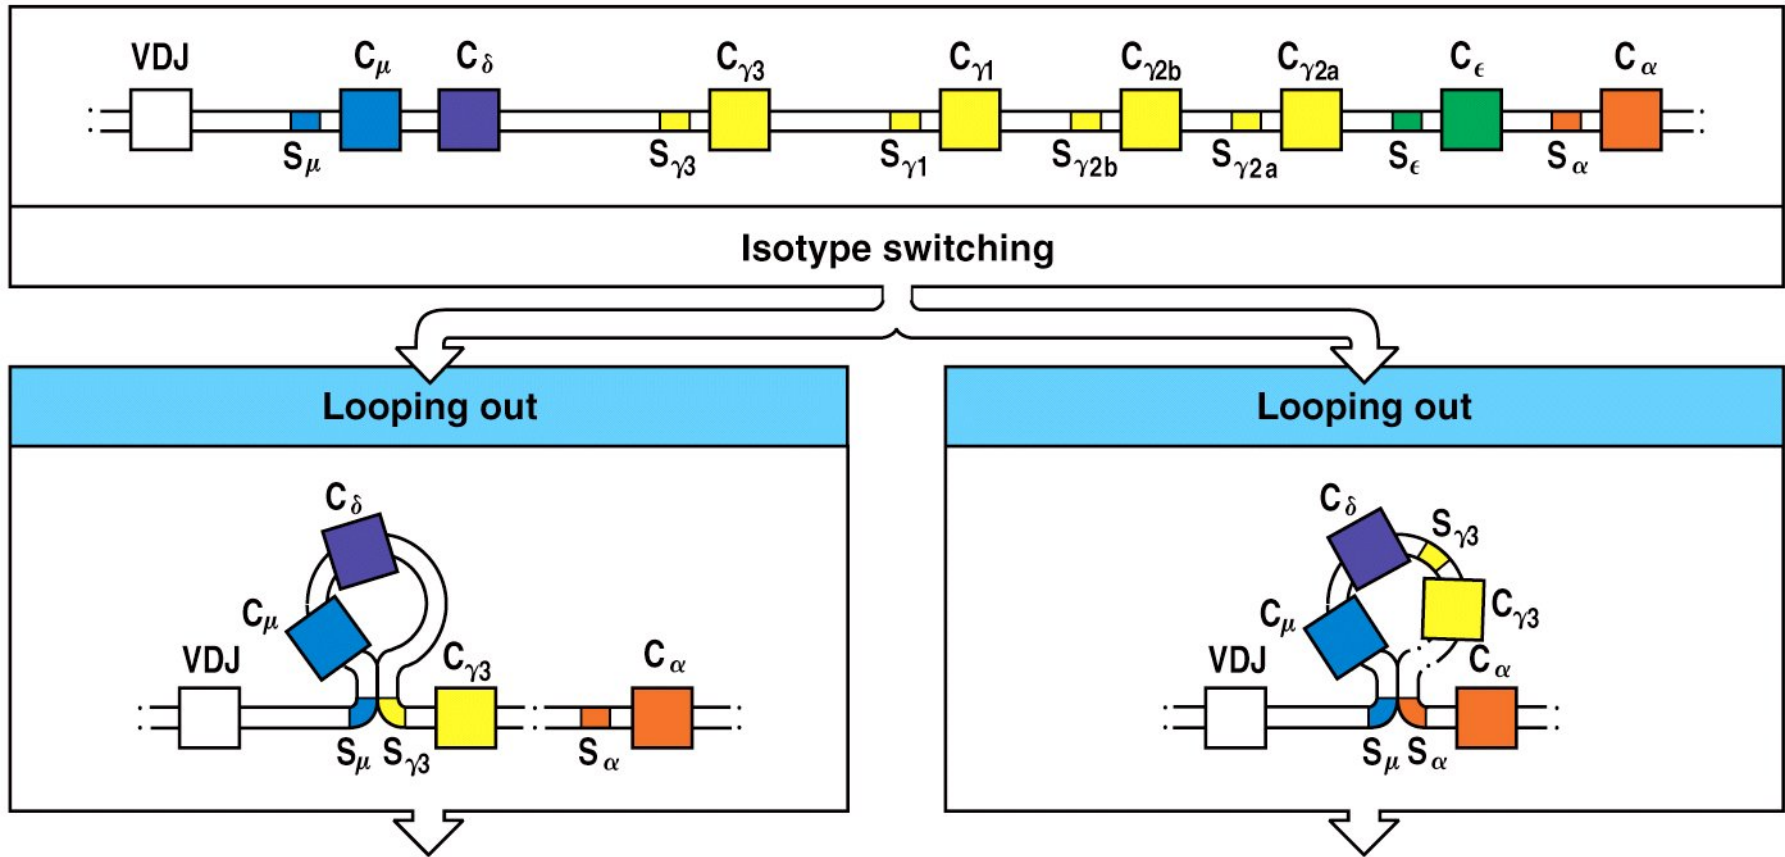 VDJ Cμ Cδ Cγ3 Cγ1 Cγ2b Cγ2a Cϵ Cα
Sμ Sγ3 Sγ1 Sγ2b Sγ2a Sϵ Sα
Isotype switching
Looping out
Cδ
Cμ
VDJ Cγ3 Cα
Sμ Sγ3 Sα
Looping out
Cδ Sγ3
Cμ Cγ3
VDJ Cα
Sμ Sα